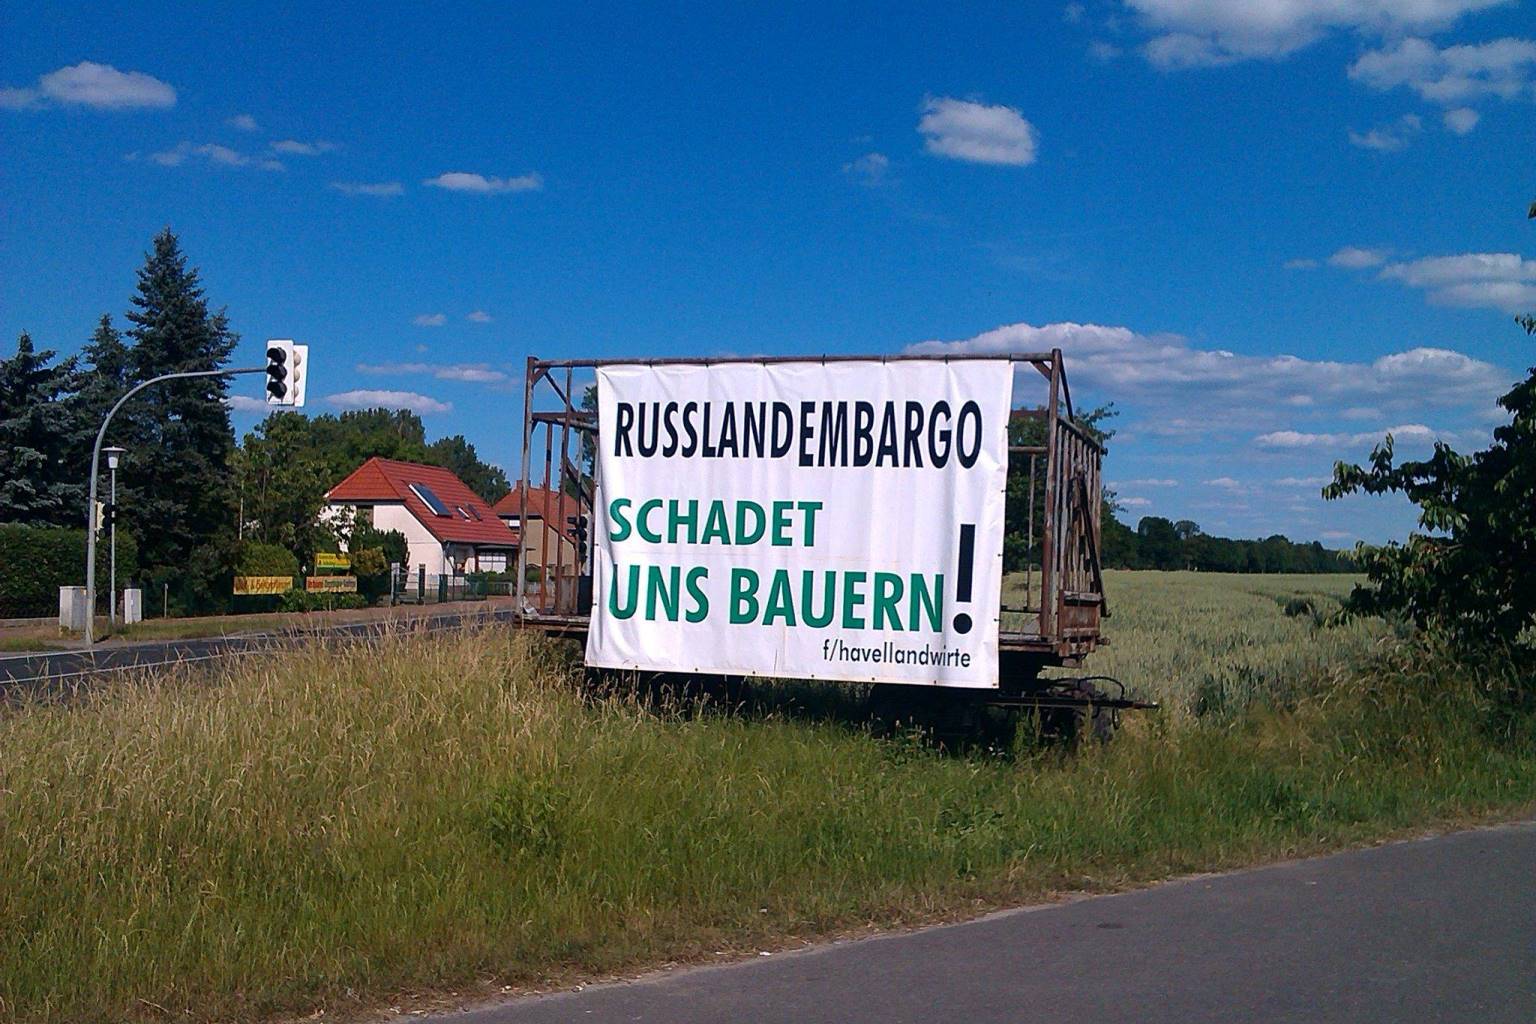 RUSSLANDEMBARGO
SCHADET
UNS BAUERN!
f/havellandwirte